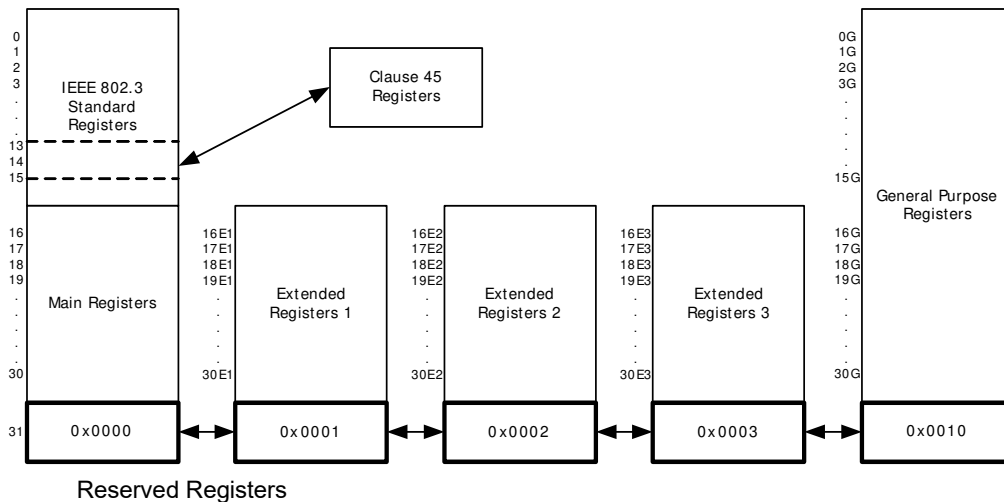 0
1
2
3
.
.
.
13
14
15
IEEE 802.3
Standard
Registers
Clause 45
Registers
0G
1G
2G
3G
.
.
.
.
.
15G
General Purpose
Registers
16
17
18
19
.
.
.
.
.
30
Main Registers
16E1
17E1
18E1
19E1
.
.
.
.
.
30E1
Extended
Registers 1
16E2
17E2
18E2
19E2
.
.
.
.
.
30E2
Extended
Registers 2
16E3
17E3
18E3
19E3
.
.
.
.
.
30E3
Extended
Registers 3
16G
17G
18G
19G
.
.
.
.
.
30G
31
0x0000
0x0001
0x0002
0x0003
0x0010
Reserved Registers